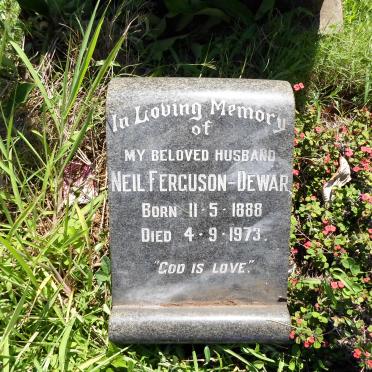 In Loving Memory
of
MY BELOVED HUSBAND
NEIL FERGUSON-DEWAR
BORN 11-5-1888
DIED 4-9-1973.
"GOD IS LOVE".